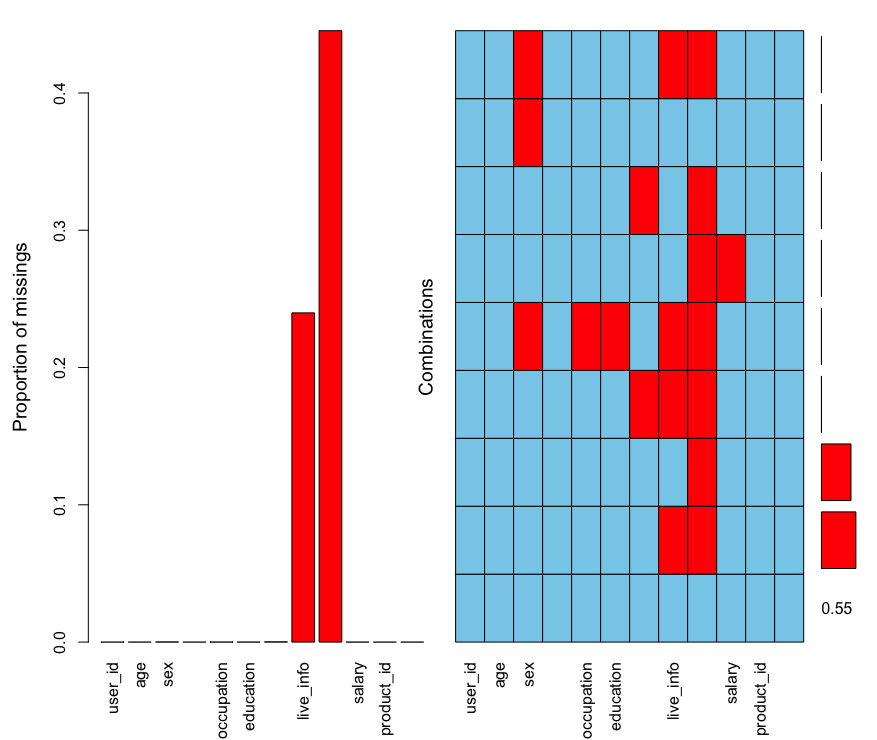 Proportion of missings
0.4
0.3
0.2
0.1
0.0
user_id
age
sex
occupation
education
live_info
salary
product_id
Combinations
0.55
user_id
age
sex
occupation
education
live_info
salary
product_id